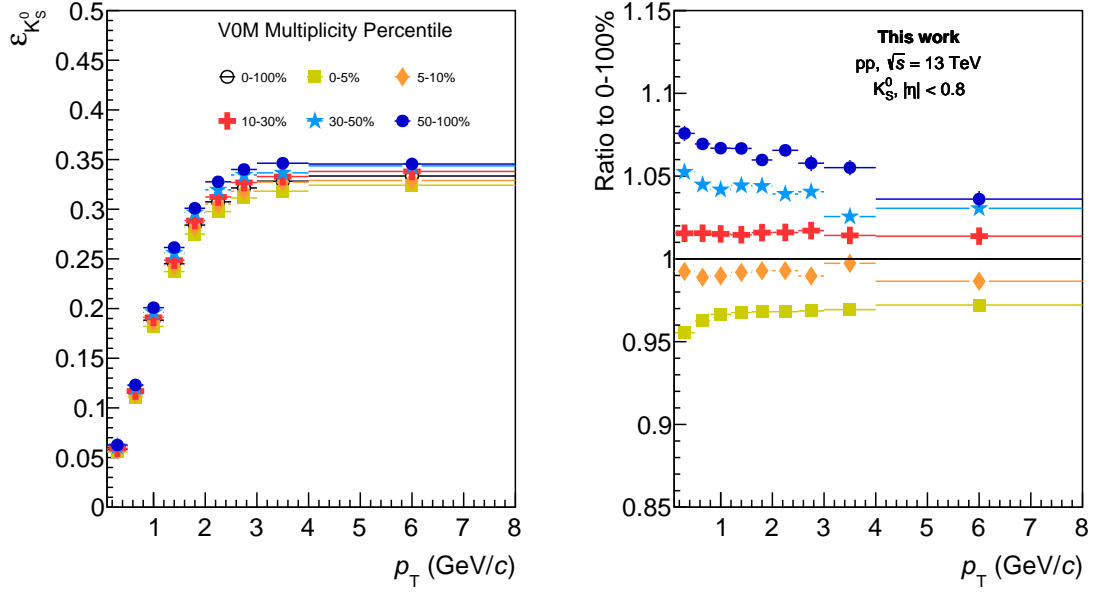 ε_{K_S^0}
V0M Multiplicity Percentile
0-100% 0-5% 5-10%
10-30% 30-50% 50-100%
0.5
0.45
0.4
0.35
0.3
0.25
0.2
0.15
0.1
0.05
0
1 2 3 4 5 6 7 8
p_T (GeV/c)
Ratio to 0-100%
This work
pp, √s = 13 TeV
K_S^0, |η| < 0.8
1.15
1.1
1.05
1
0.95
0.9
0.85
1 2 3 4 5 6 7 8
p_T (GeV/c)